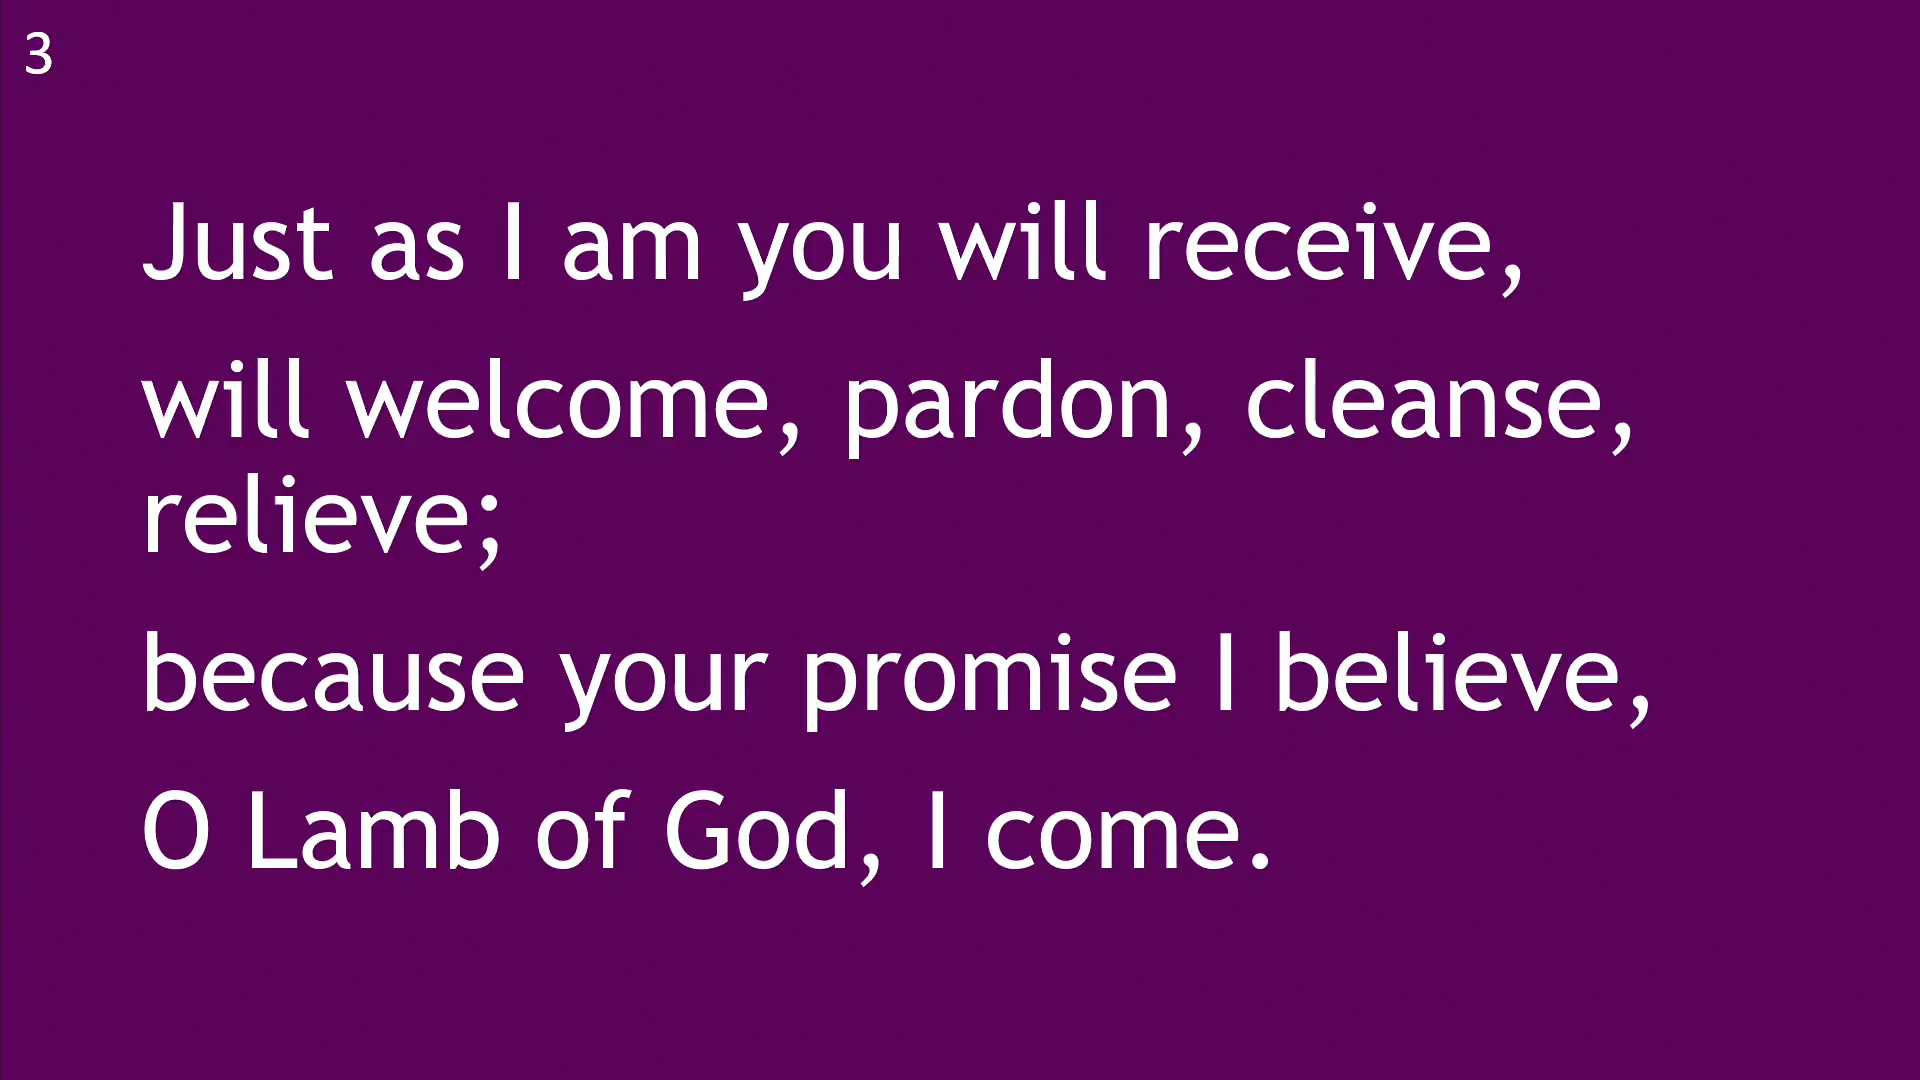 3
Just as I am you will receive,
will welcome, pardon, cleanse,
relieve;
because your promise I believe,
O Lamb of God, I come.